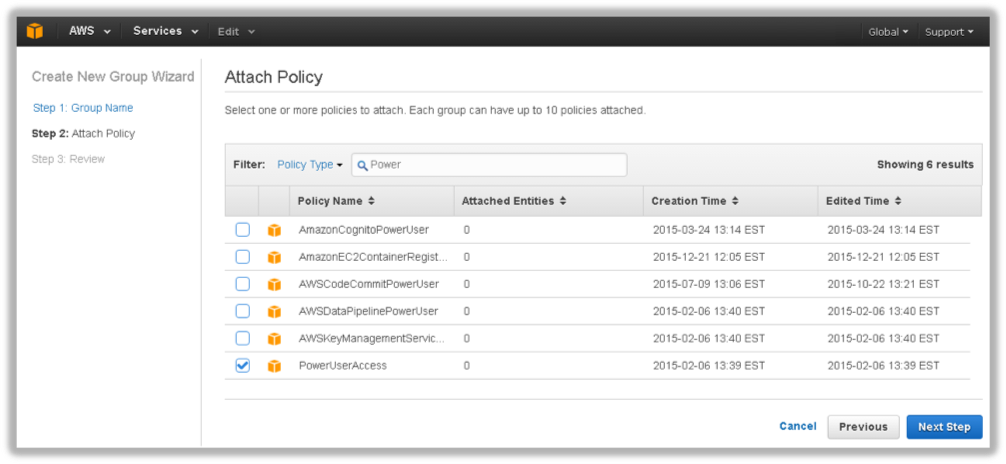 AWS Services Edit Global Support
Create New Group Wizard
Step 1: Group Name
Step 2: Attach Policy
Step 3: Review
Attach Policy
Select one or more policies to attach. Each group can have up to 10 policies attached.
Filter: Policy Type Power Showing 6 results
Policy Name Attached Entities Creation Time Edited Time
AmazonCognitoPowerUser 0 2015-03-24 13:14 EST 2015-03-24 13:14 EST
AmazonEC2ContainerRegist... 0 2015-12-21 12:05 EST 2015-12-21 12:05 EST
AWSCodeCommitPowerUser 0 2015-07-09 13:06 EST 2015-10-22 13:21 EST
AWSDataPipelinePowerUser 0 2015-02-06 13:40 EST 2015-02-06 13:40 EST
AWSKeyManagementServic... 0 2015-02-06 13:40 EST 2015-02-06 13:40 EST
PowerUserAccess 0 2015-02-06 13:39 EST 2015-02-06 13:39 EST
Cancel Previous Next Step